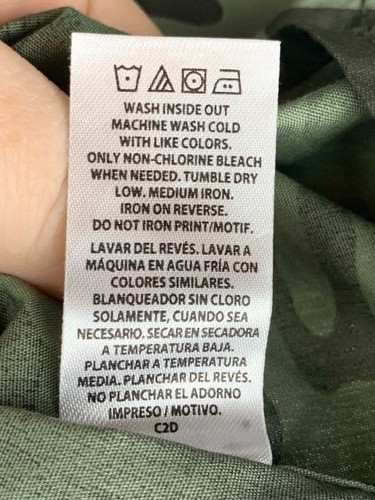 WASH INSIDE OUT
MACHINE WASH COLD
WITH LIKE COLORS.
ONLY NON-CHLORINE BLEACH
WHEN NEEDED. TUMBLE DRY
LOW. MEDIUM IRON.
IRON ON REVERSE.
DO NOT IRON PRINT/MOTIF.
LAVAR DEL REVÉS. LAVAR A
MÁQUINA EN AGUA FRÍA CON
COLORES SIMILARES.
BLANQUEADOR SIN CLORO
SOLAMENTE, CUANDO SEA
NECESARIO. SECAR EN SECADORA
A TEMPERATURA BAJA.
PLANCHAR A TEMPERATURA
MEDIA. PLANCHAR DEL REVÉS.
NO PLANCHAR EL ADORNO
IMPRESO / MOTIVO.
C2D